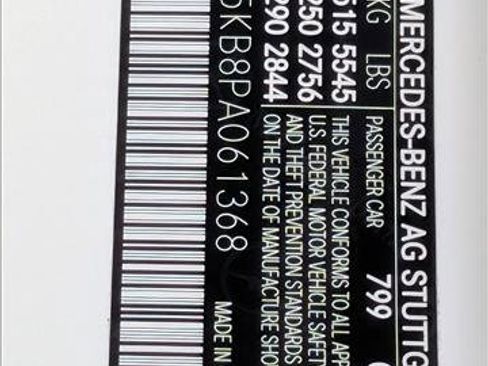 MERCEDES-BENZ AG STUTTG
KG LBS PASSENGER CAR 799
515 5545 THIS VEHICLE CONFORMS TO ALL APP
250 2756 U.S. FEDERAL MOTOR VEHICLE SAFET
290 2844 AND THEFT PREVENTION STANDARDS
ON THE DATE OF MANUFACTURE SHO
5KB8PA061368 MADE IN